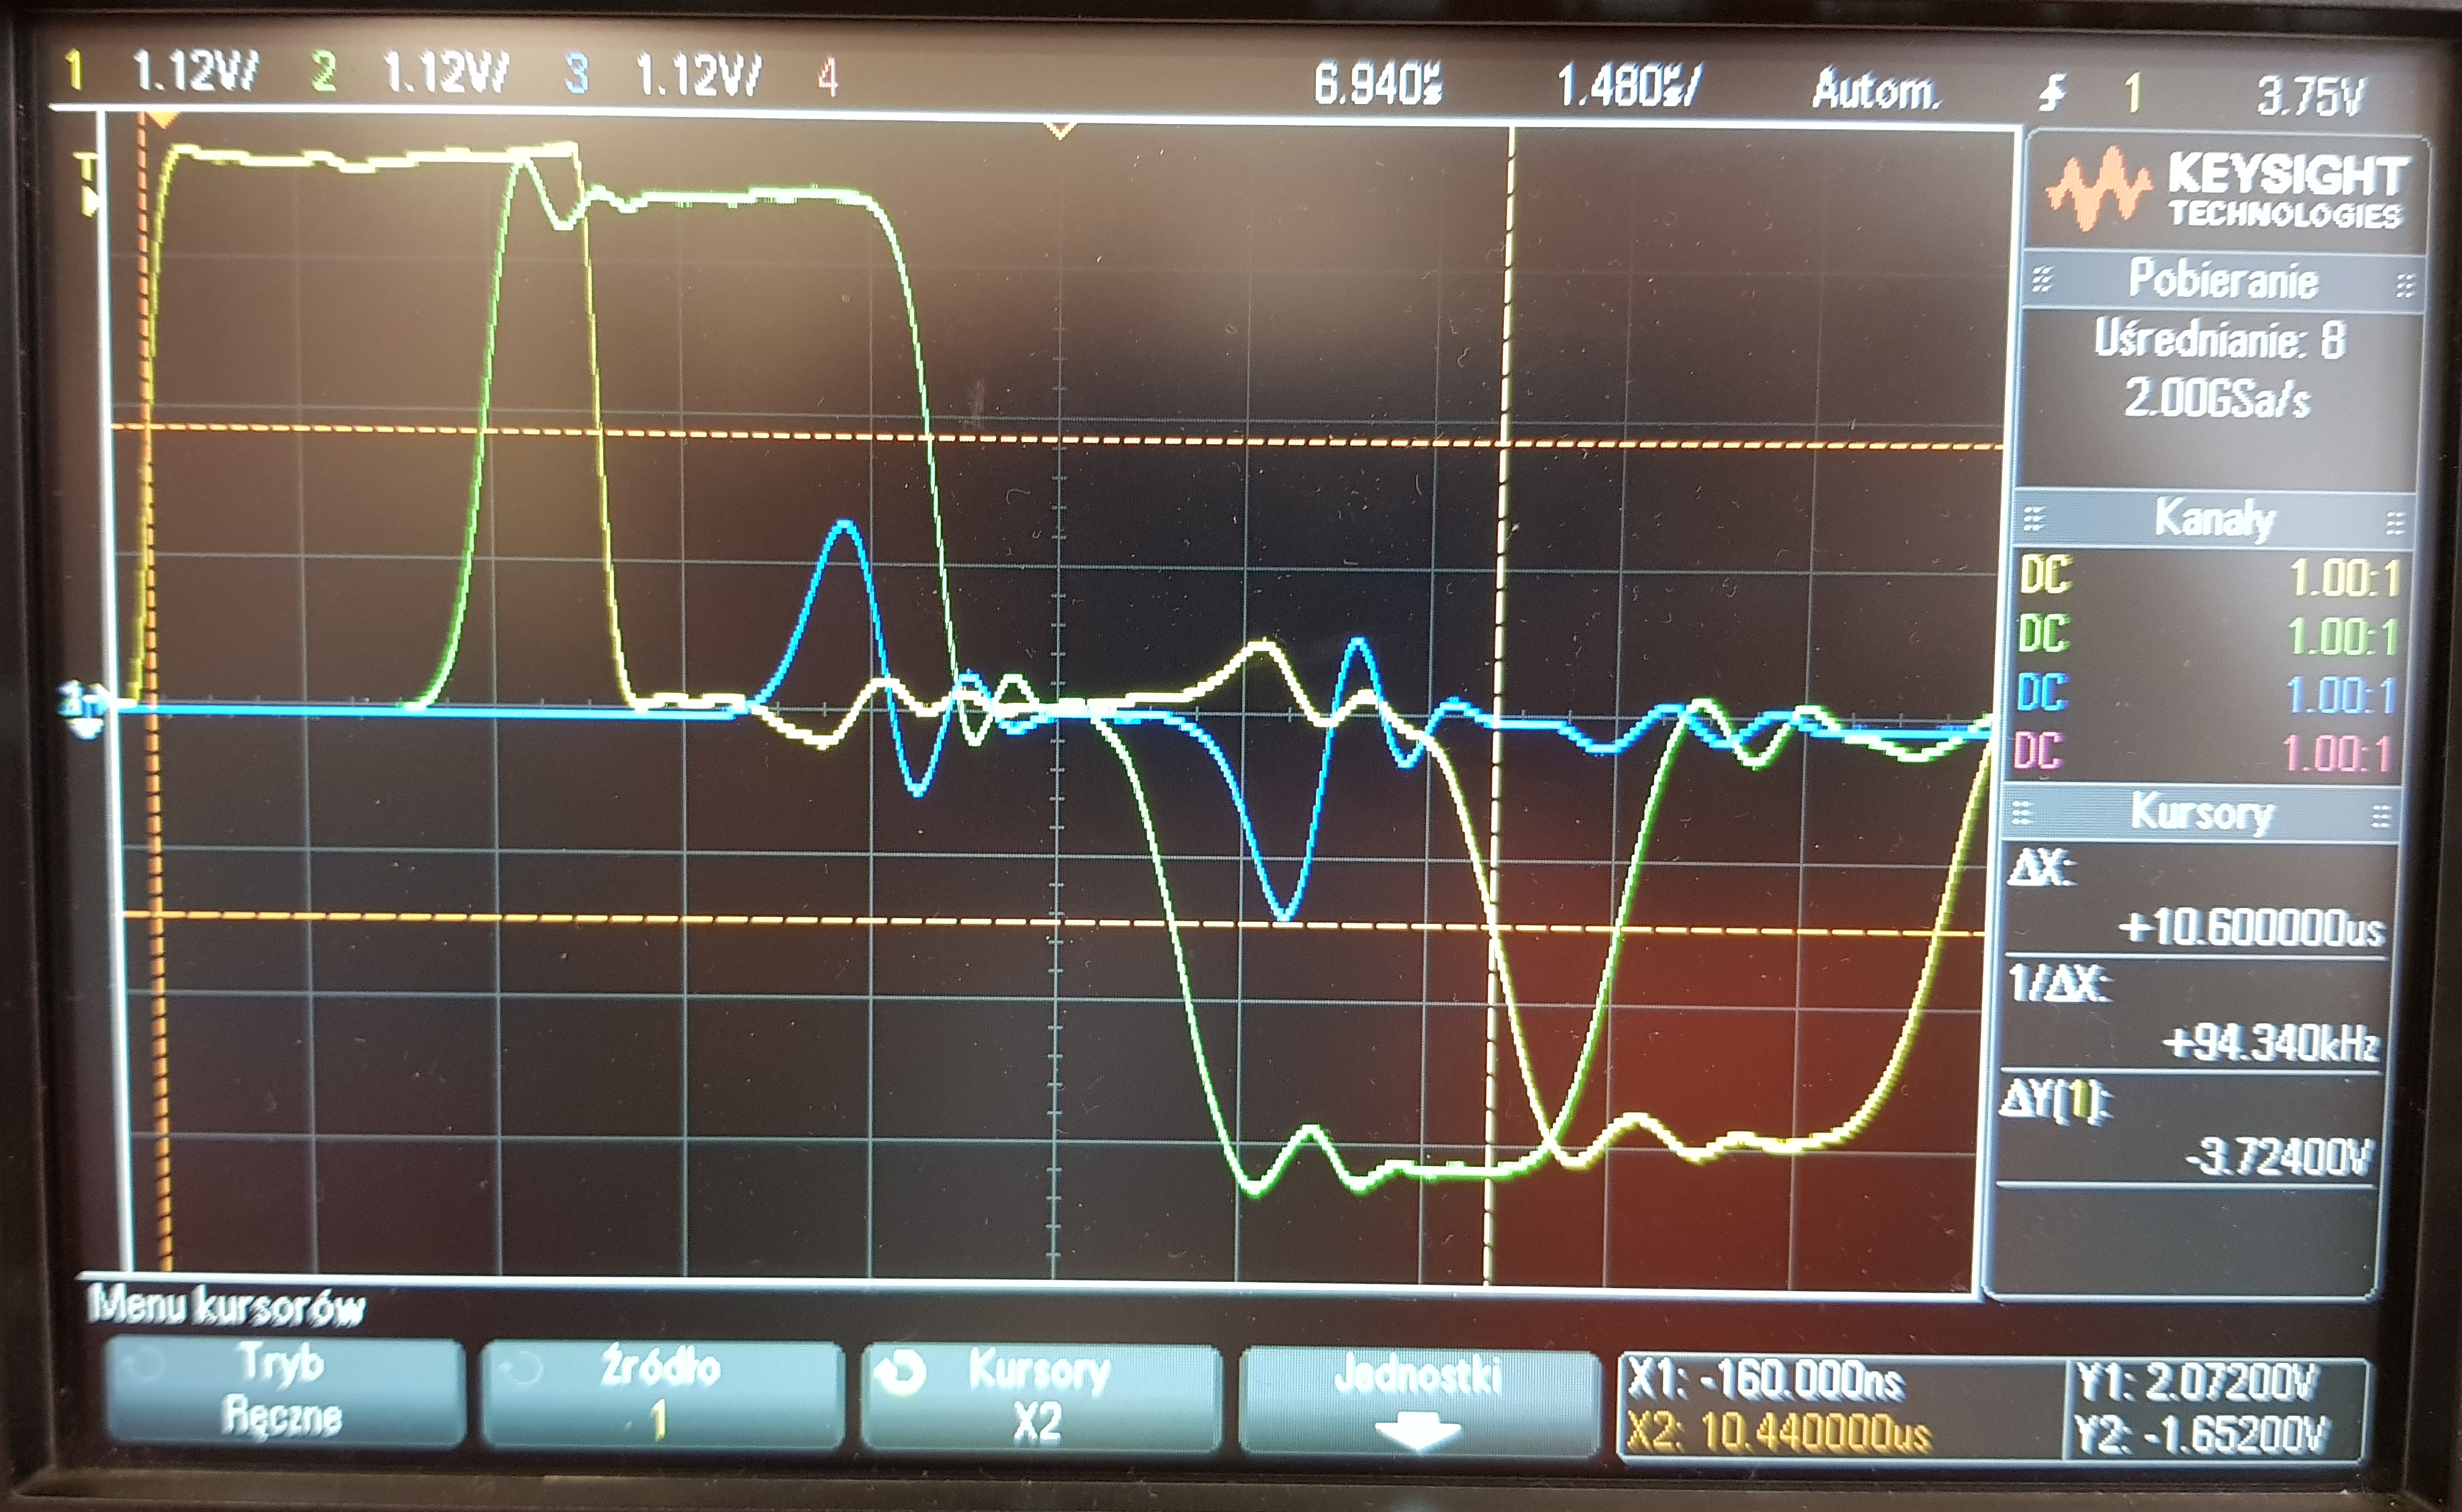 1 1.12V/ 2 1.12V/ 3 1.12V/ 4 6.940us 1.480us/ Autom. 1 3.75V
T
KEYSIGHT
TECHNOLOGIES
Pobieranie
Uśrednianie: 8
2.00GSa/s
Kanały
DC 1.00:1
DC 1.00:1
DC 1.00:1
DC 1.00:1
Kursory
ΔX:
+10.600000us
1/ΔX:
+94.340kHz
ΔY(1):
-3.72400V
Menu kursorów
Tryb
Ręczne
Źródło
1
Kursory
X2
Jednostki
X1: -160.000ns
X2: 10.440000us
Y1: 2.07200V
Y2: -1.65200V